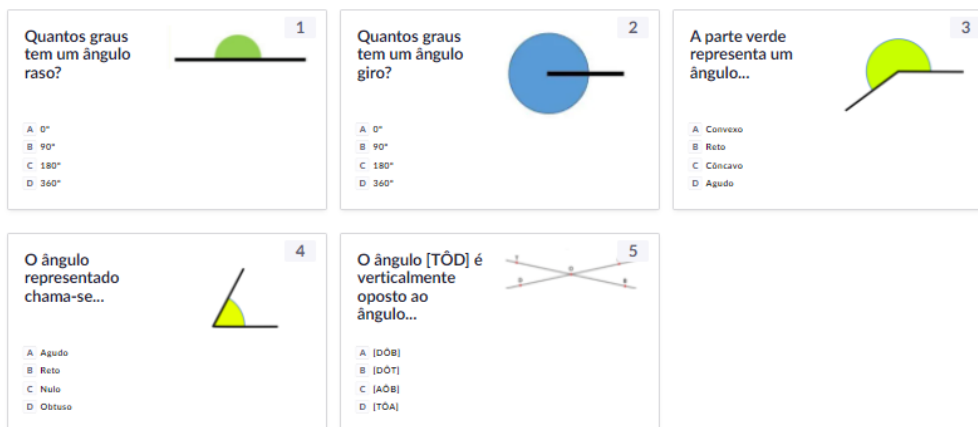 1
Quantos graus
tem um ângulo
raso?
A 0°
B 90°
C 180°
D 360°
2
Quantos graus
tem um ângulo
giro?
A 0°
B 90°
C 180°
D 360°
3
A parte verde
representa um
ângulo...
A Convexo
B Reto
C Côncavo
D Agudo
4
O ângulo
representado
chama-se...
A Agudo
B Reto
C Nulo
D Obtuso
5
O ângulo [TÔD] é
verticalmente
oposto ao
ângulo...
A [DÔB]
B [DÔT]
C [AÔB]
D [TÔA]